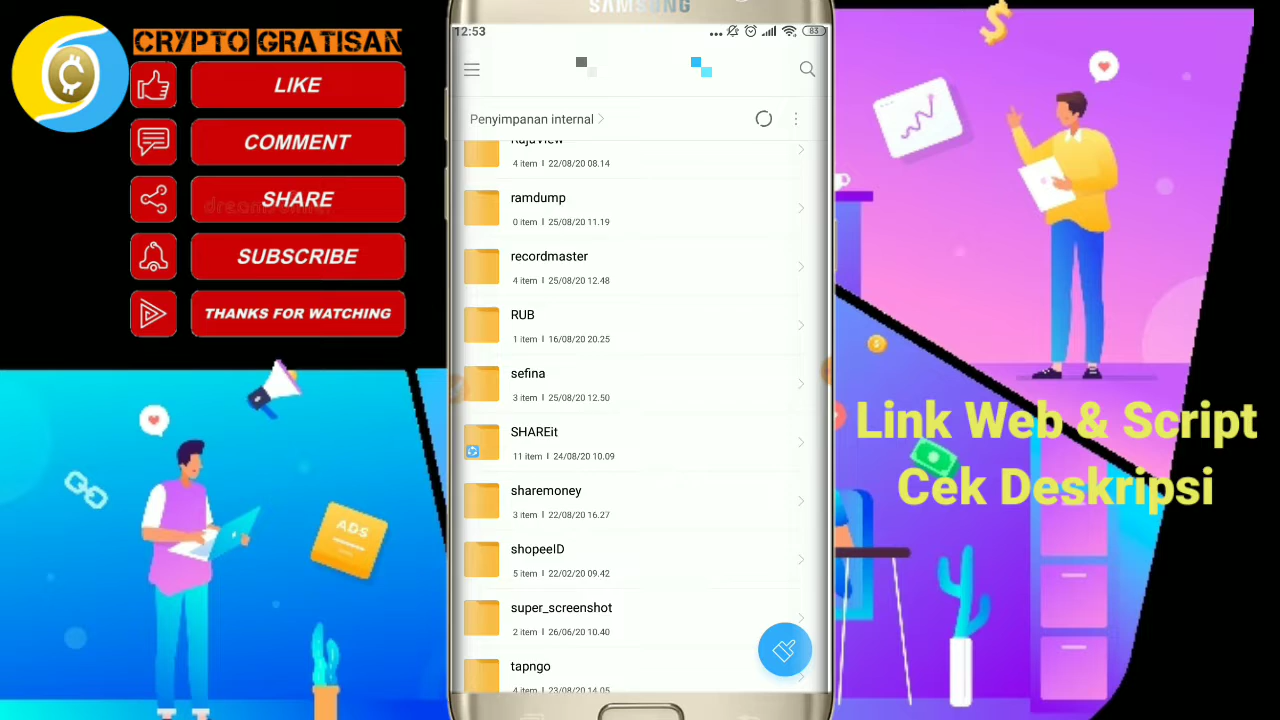 SAMSUNG
CRYPTO GRATISAN
LIKE
COMMENT
SHARE
SUBSCRIBE
THANKS FOR WATCHING
12:53
83
Penyimpanan internal
RajaView
4 item | 22/08/20 08.14
ramdump
0 item | 25/08/20 11.19
recordmaster
4 item | 25/08/20 12.48
RUB
1 item | 16/08/20 20.25
sefina
3 item | 25/08/20 12.50
SHAREit
11 item | 24/08/20 10.09
sharemoney
3 item | 22/08/20 16.27
shopeeID
5 item | 22/02/20 09.42
super_screenshot
2 item | 26/06/20 10.40
tapngo
4 item | 23/08/20 14.05
ADS
Link Web & Script
Cek Deskripsi